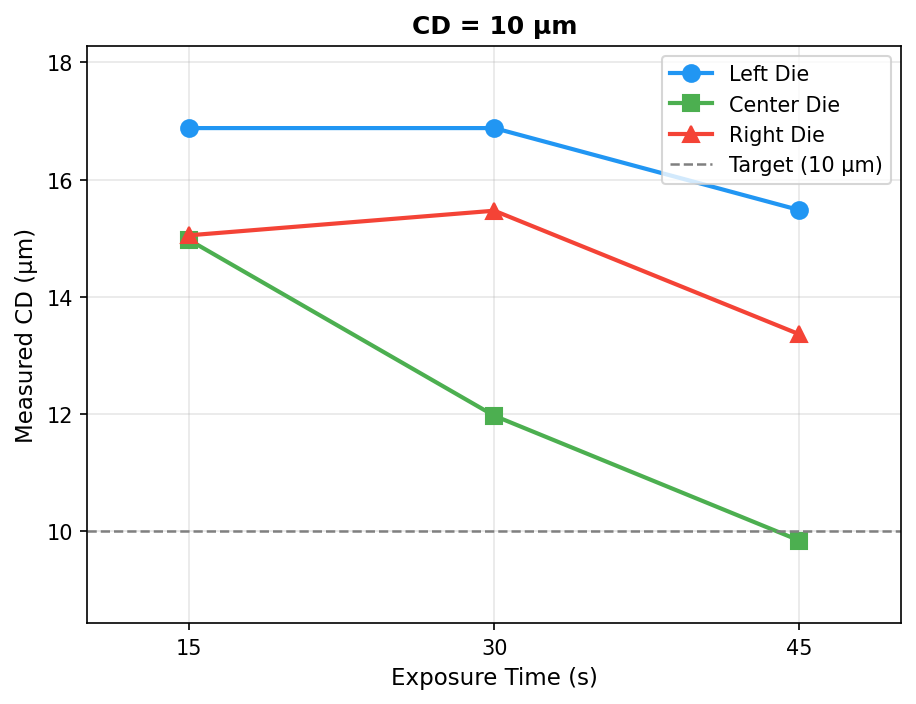 CD = 10 μm
Left Die
Center Die
Right Die
Target (10 μm)
Measured CD (μm)
18
16
14
12
10
15
30
45
Exposure Time (s)